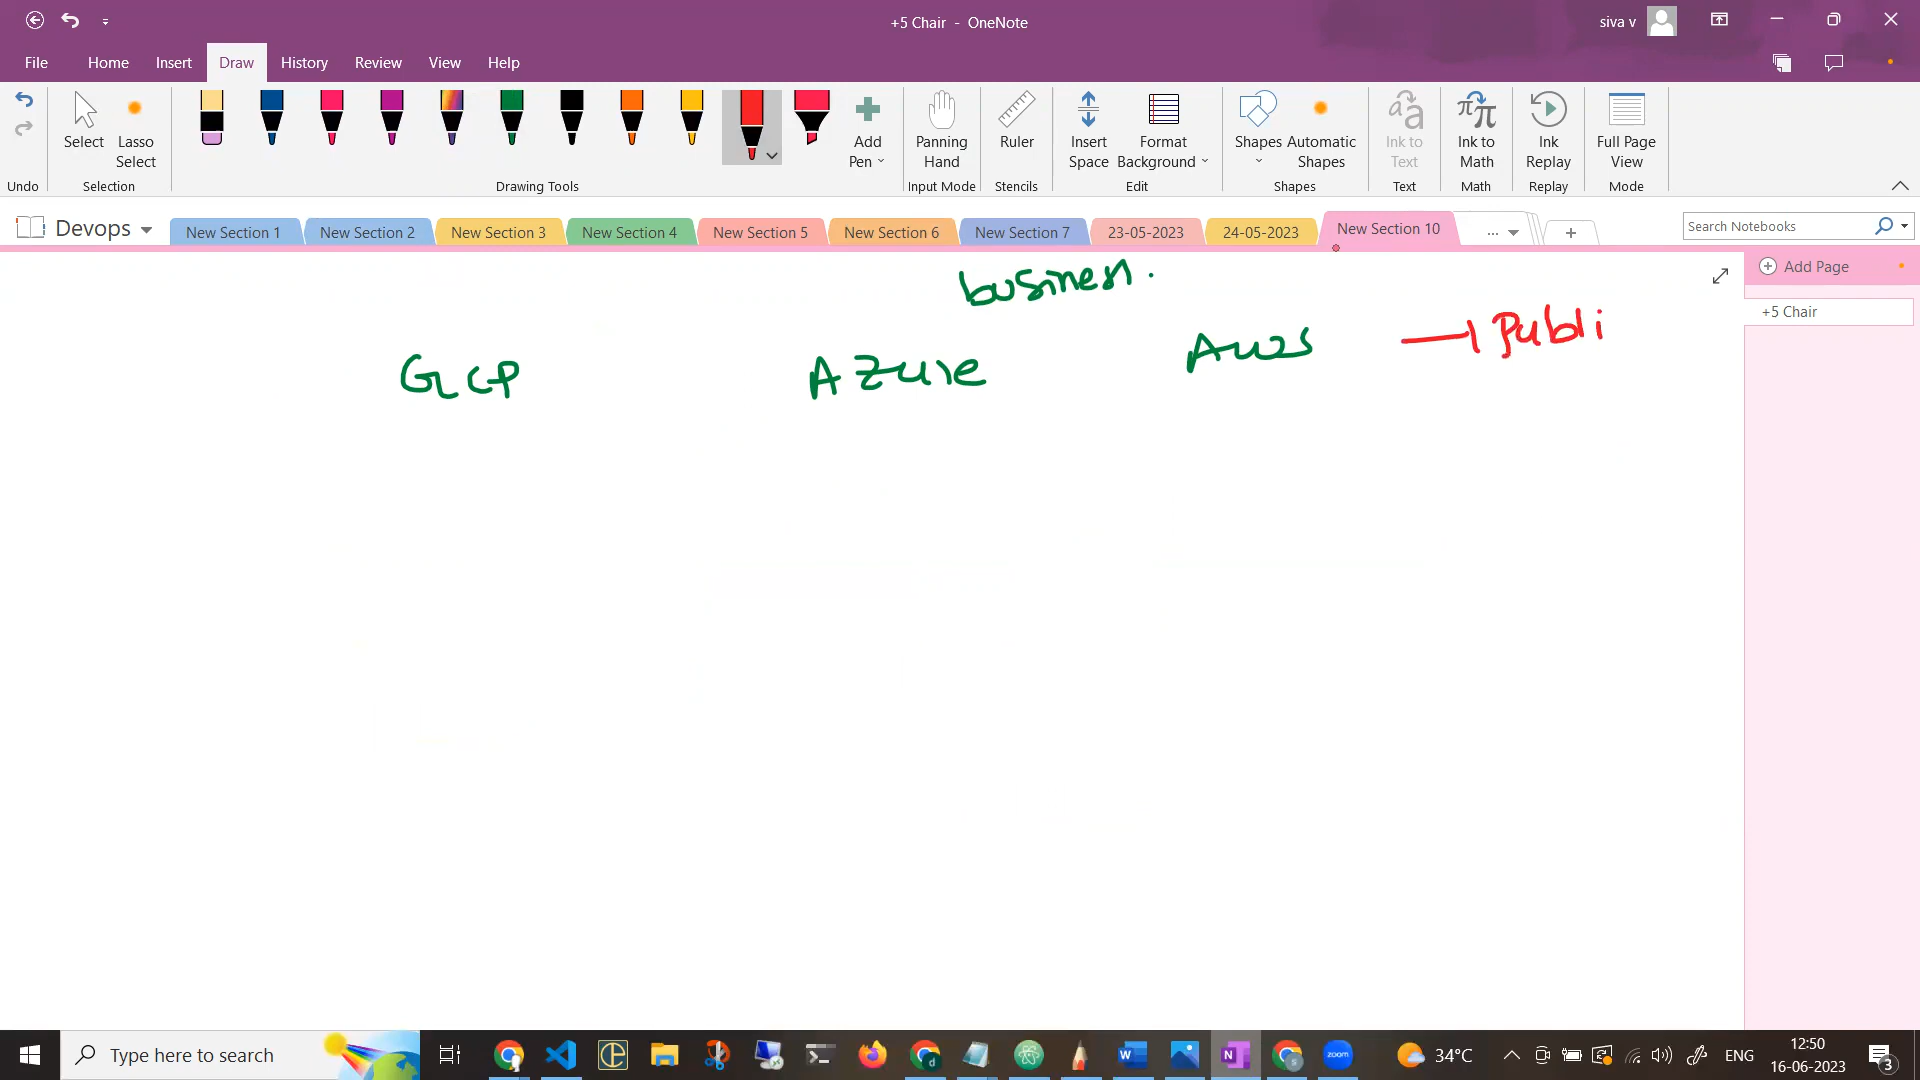 +5 Chair - OneNote
siva v
File Home Insert Draw History Review View Help
Select
Lasso Select
Add Pen
Panning Hand
Ruler
Insert Space
Format Background
Shapes
Automatic Shapes
Ink to Text
Ink to Math
Ink Replay
Full Page View
Undo Selection Drawing Tools Input Mode Stencils Edit Shapes Text Math Replay Mode
Devops New Section 1 New Section 2 New Section 3 New Section 4 New Section 5 New Section 6 New Section 7 23-05-2023 24-05-2023 New Section 10 ... Search Notebooks
Add Page
+5 Chair
business.
GCP Azure Aws Publi
Type here to search
zoom
34°C
ENG
12:50
16-06-2023
3